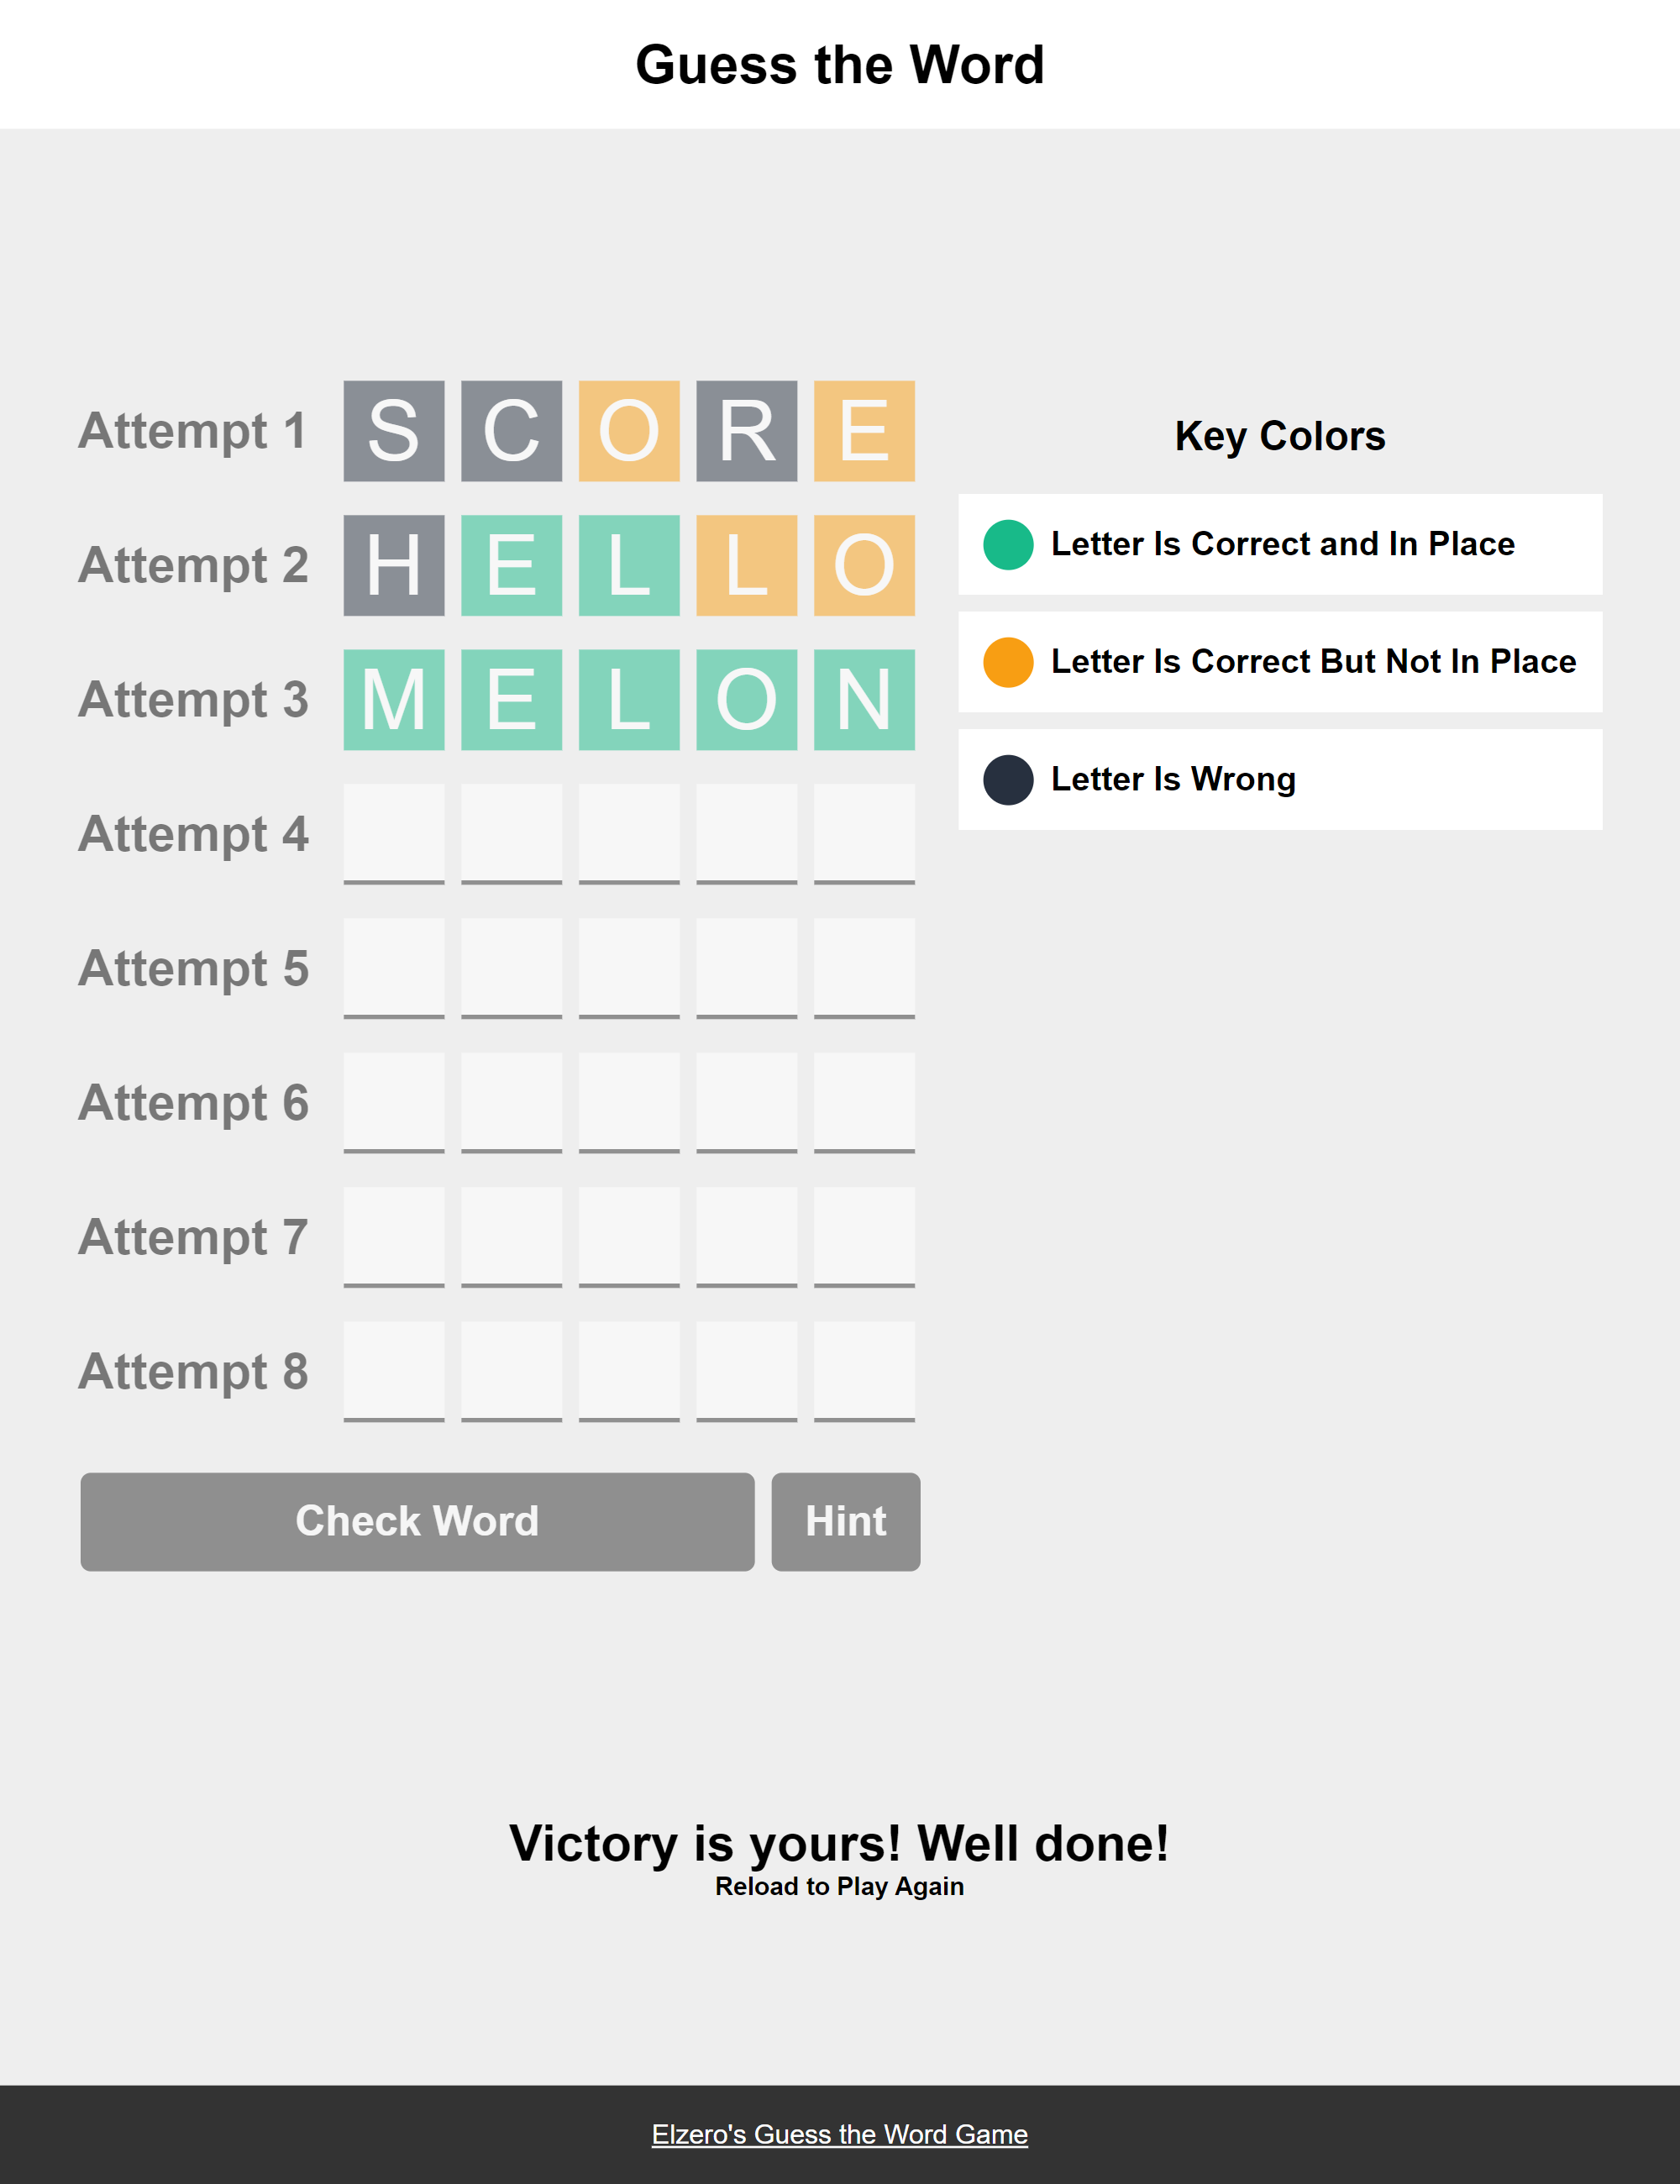 Guess the Word
Attempt 1 S C O R E
Attempt 2 H E L L O
Attempt 3 M E L O N
Attempt 4
Attempt 5
Attempt 6
Attempt 7
Attempt 8
Check Word Hint
Key Colors
Letter Is Correct and In Place
Letter Is Correct But Not In Place
Letter Is Wrong
Victory is yours! Well done!
Reload to Play Again
Elzero's Guess the Word Game